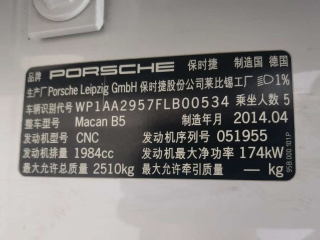 品牌 PORSCHE 保时捷 制造国 德国
生产厂 Porsche Leipzig GmbH 保时捷股份公司莱比锡工厂 1%
车辆识别代号 WP1AA2957FLB00534 乘坐人数 5
整车型号 Macan B5 制造年月 2014.04
发动机型号 CNC 发动机号 051955
发动机排量 1984cc 发动机最大净功率 174kW
最大允许总质量 2510kg 最大允许牵引质量 — kg
95B.000.101.P